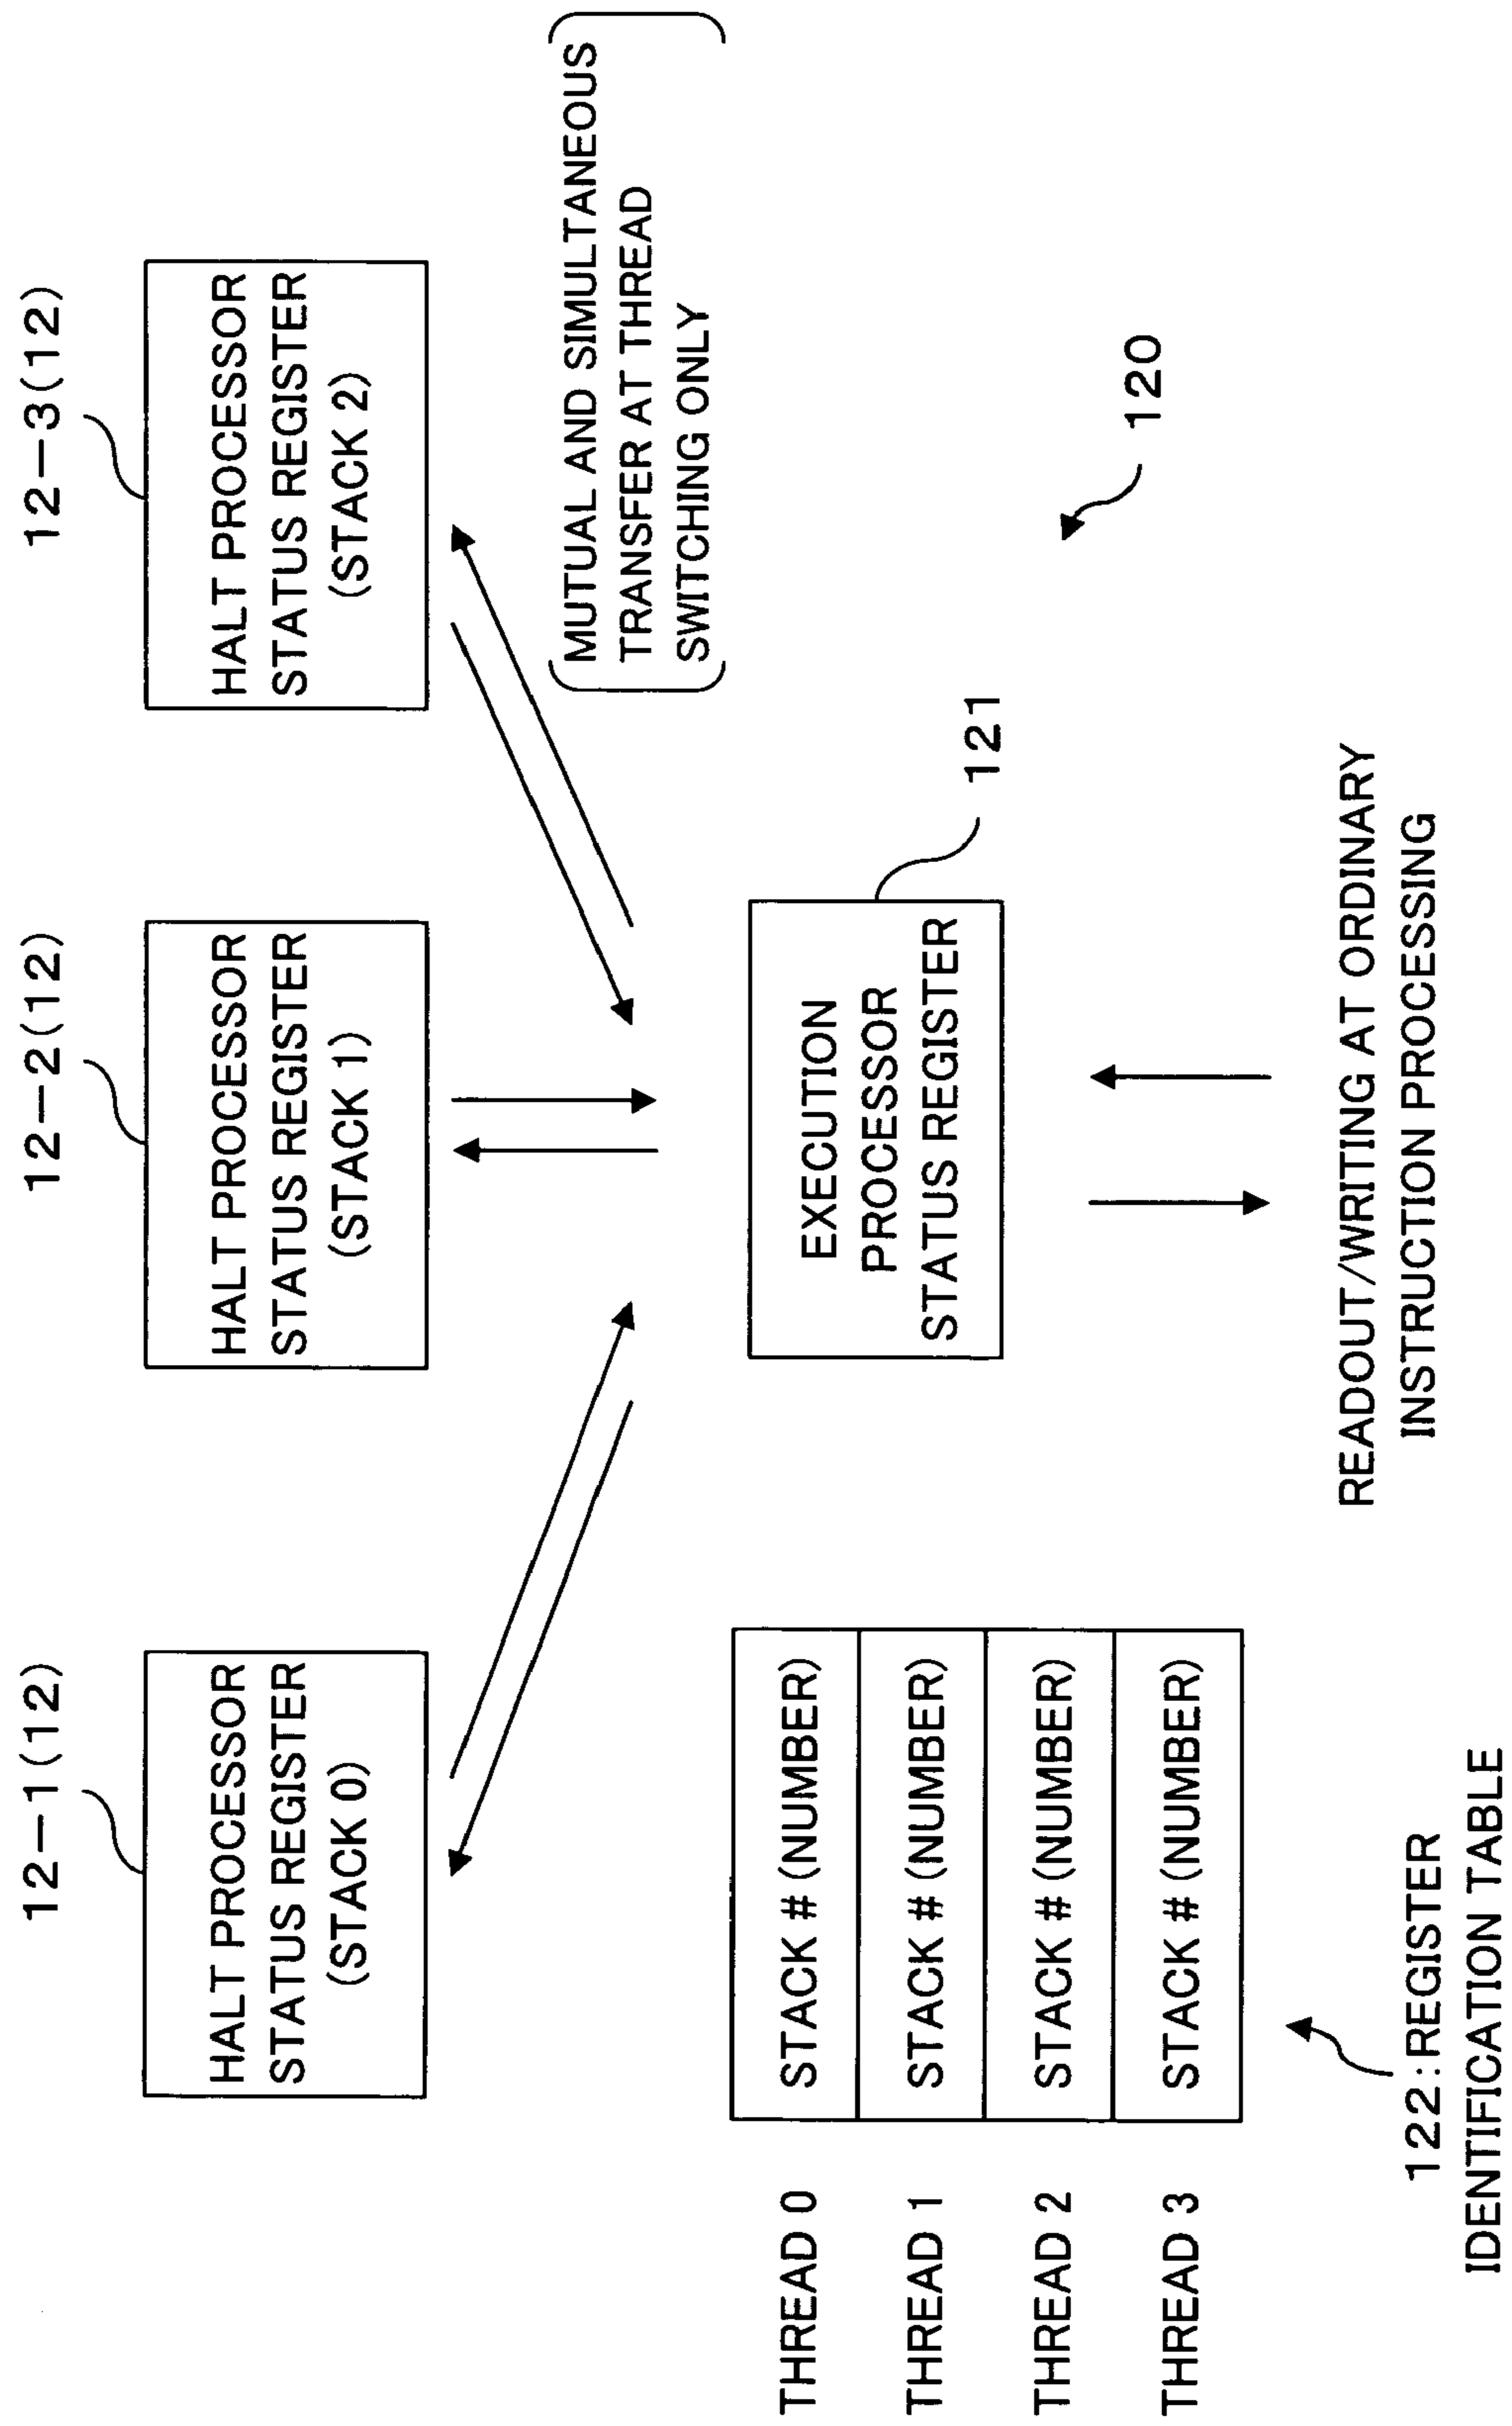 12-1(12)
HALT PROCESSOR
STATUS REGISTER
(STACK 0)
12-2(12)
HALT PROCESSOR
STATUS REGISTER
(STACK 1)
12-3(12)
HALT PROCESSOR
STATUS REGISTER
(STACK 2)
MUTUAL AND SIMULTANEOUS
TRANSFER AT THREAD
SWITCHING ONLY
EXECUTION
PROCESSOR
STATUS REGISTER
121
120
THREAD 0 STACK # (NUMBER)
THREAD 1 STACK # (NUMBER)
THREAD 2 STACK # (NUMBER)
THREAD 3 STACK # (NUMBER)
122:REGISTER
IDENTIFICATION TABLE
READOUT/WRITING AT ORDINARY
INSTRUCTION PROCESSING